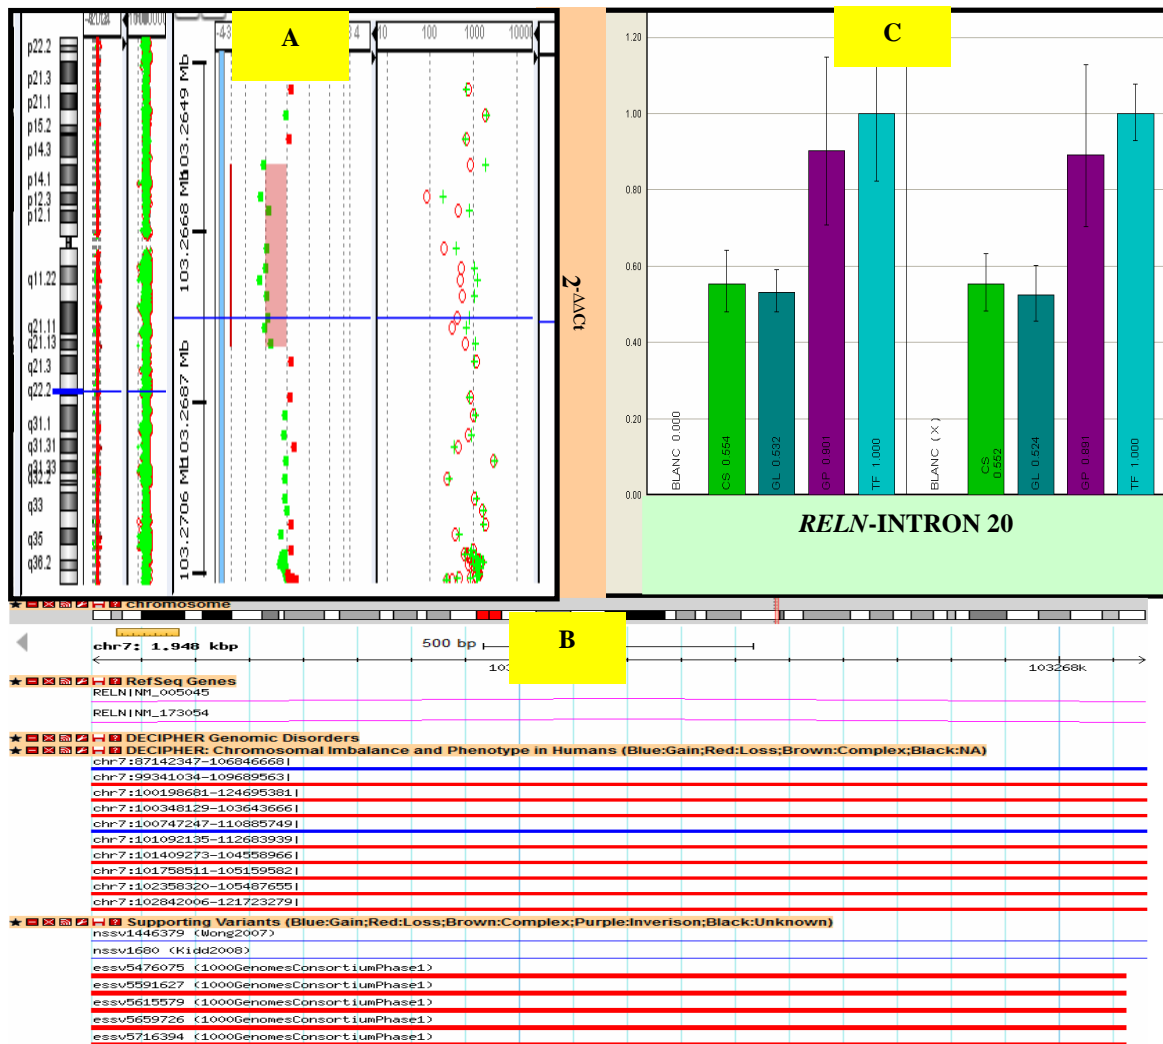 A
p22.2
p21.3
p21.1
p15.2
p14.3
p14.1
p12.3
p12.1
q11.22
q21.11
q21.13
q21.3
q22.2
q31.1
q31.31
q31.33
q32.2
q33
q35
q36.2
100
1000
103.2649 Mb
103.2668 Mb
103.2687 Mb
103.2706 Mb
2-ΔΔCt
C
1.20
1.00
0.80
0.60
0.40
0.20
0.00
BLANC 0.000
CS 0.554
GL 0.532
GP 0.901
TF 1.000
BLANC (X)
CS 0.552
GL 0.524
GP 0.891
TF 1.000
RELN-INTRON 20
chromosome
B
chr7: 1.948 kbp
500 bp
103268k
RefSeq Genes
RELN|NM_005045
RELN|NM_173054
DECIPHER Genomic Disorders
DECIPHER: Chromosomal Imbalance and Phenotype in Humans (Blue:Gain;Red:Loss;Brown:Complex;Black:NA)
chr7:87142347-106846668|
chr7:99341034-109689563|
chr7:100198681-124695381|
chr7:100348129-103643666|
chr7:100747247-110885749|
chr7:101092135-112683939|
chr7:101409273-104558966|
chr7:101758511-105159582|
chr7:102358320-105487655|
chr7:102842006-121723279|
Supporting Variants (Blue:Gain;Red:Loss;Brown:Complex;Purple:Inverison;Black:Unknown)
nssv1446379 (Wong2007)
nssv1680 (Kidd2008)
essv5476075 (1000GenomesConsortiumPhase1)
essv5591627 (1000GenomesConsortiumPhase1)
essv5615579 (1000GenomesConsortiumPhase1)
essv5659726 (1000GenomesConsortiumPhase1)
essv5716394 (1000GenomesConsortiumPhase1)